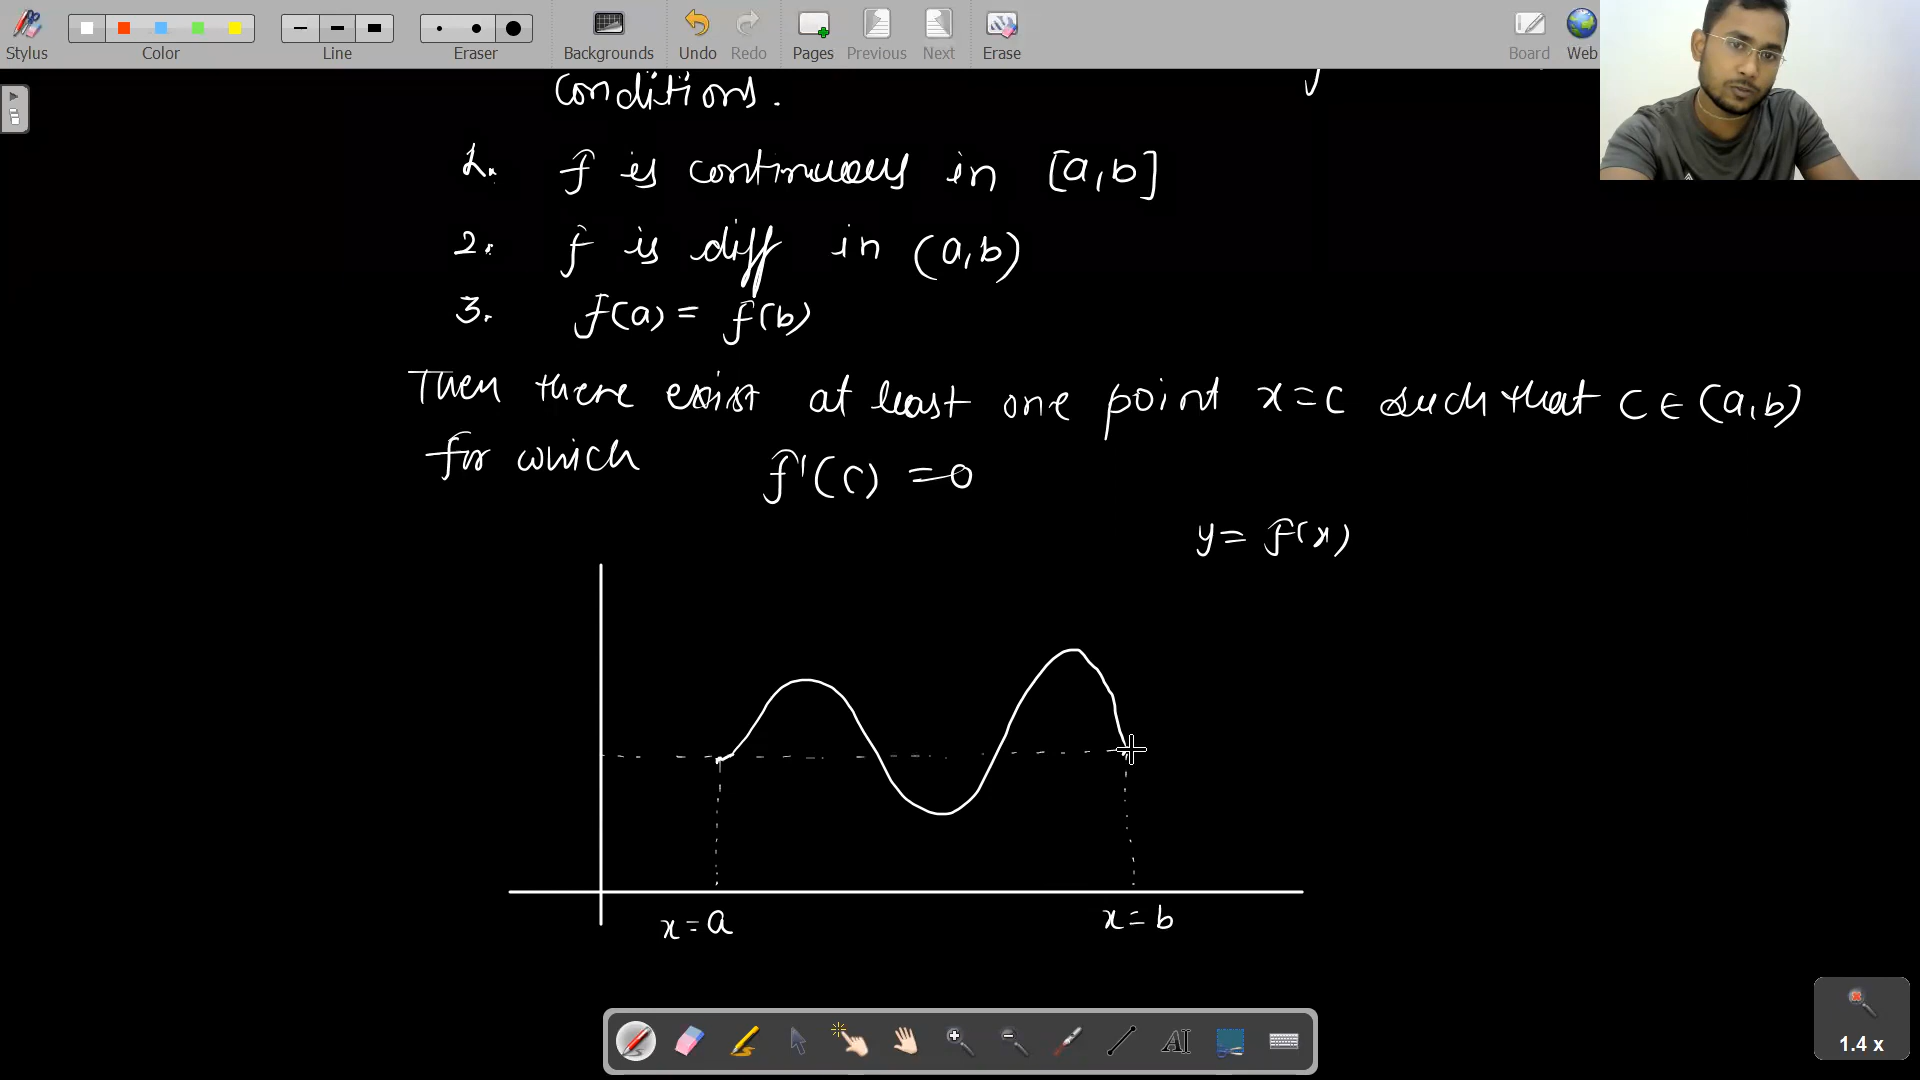 Stylus Color Line Eraser Backgrounds Undo Redo Pages Previous Next Erase Board Web
conditions.
1. f is continuous in [a,b]
2. f is diff in (a,b)
3. f(a) = f(b)
Then there exist at least one point x=c such that c∈(a,b)
for which f'(c) =0
y= f(x)
x=a x=b
1.4 x